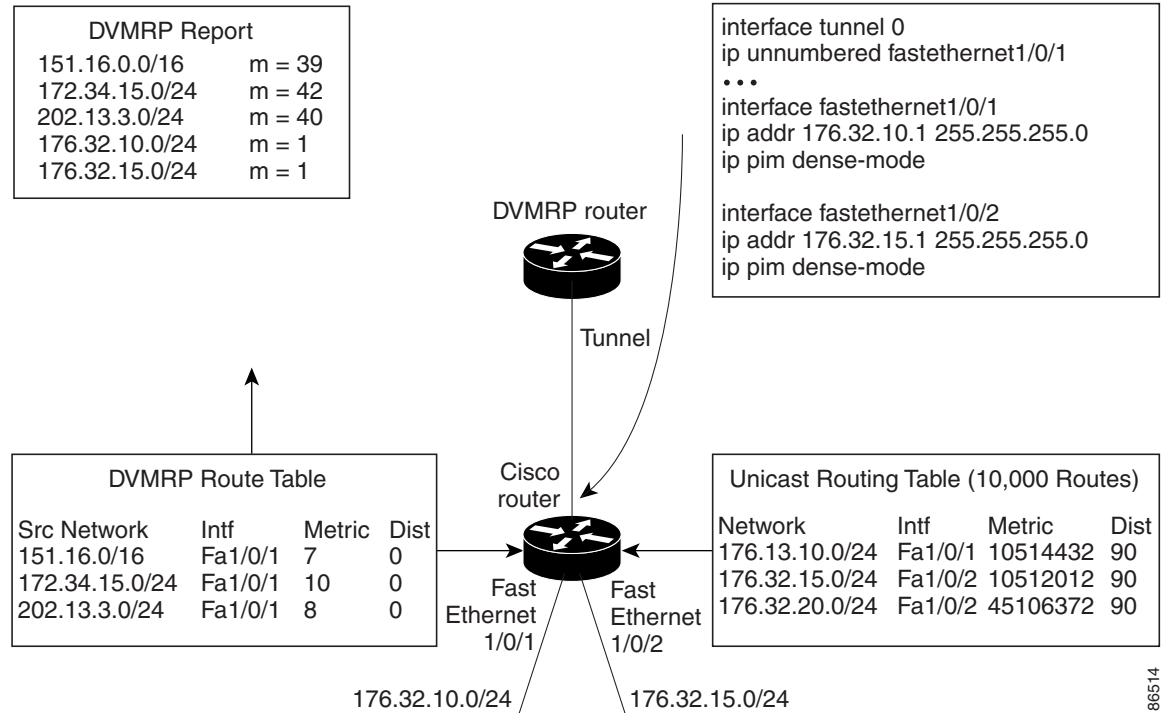 DVMRP Report
151.16.0.0/16 m = 39
172.34.15.0/24 m = 42
202.13.3.0/24 m = 40
176.32.10.0/24 m = 1
176.32.15.0/24 m = 1
interface tunnel 0
ip unnumbered fastethernet1/0/1
• • •
interface fastethernet1/0/1
ip addr 176.32.10.1 255.255.255.0
ip pim dense-mode
interface fastethernet1/0/2
ip addr 176.32.15.1 255.255.255.0
ip pim dense-mode
DVMRP router
Tunnel
DVMRP Route Table
Src Network Intf Metric Dist
151.16.0/16 Fa1/0/1 7 0
172.34.15.0/24 Fa1/0/1 10 0
202.13.3.0/24 Fa1/0/1 8 0
Cisco
router
Unicast Routing Table (10,000 Routes)
Network Intf Metric Dist
176.13.10.0/24 Fa1/0/1 10514432 90
176.32.15.0/24 Fa1/0/2 10512012 90
176.32.20.0/24 Fa1/0/2 45106372 90
Fast
Ethernet
1/0/1
Fast
Ethernet
1/0/2
176.32.10.0/24
176.32.15.0/24
86514